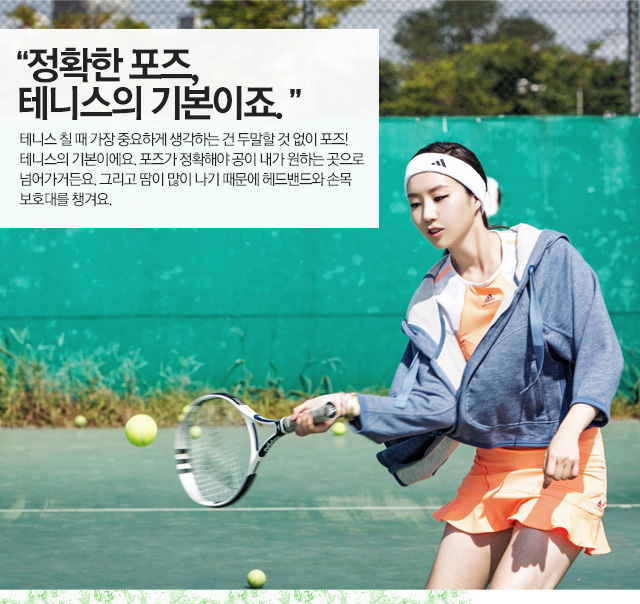 “정확한 포즈,
테니스의 기본이죠. ”
테니스 칠 때 가장 중요하게 생각하는 건 두말할 것 없이 포즈!
테니스의 기본이에요. 포즈가 정확해야 공이 내가 원하는 곳으로
넘어가거든요. 그리고 땀이 많이 나기 때문에 헤드밴드와 손목
보호대를 챙겨요.